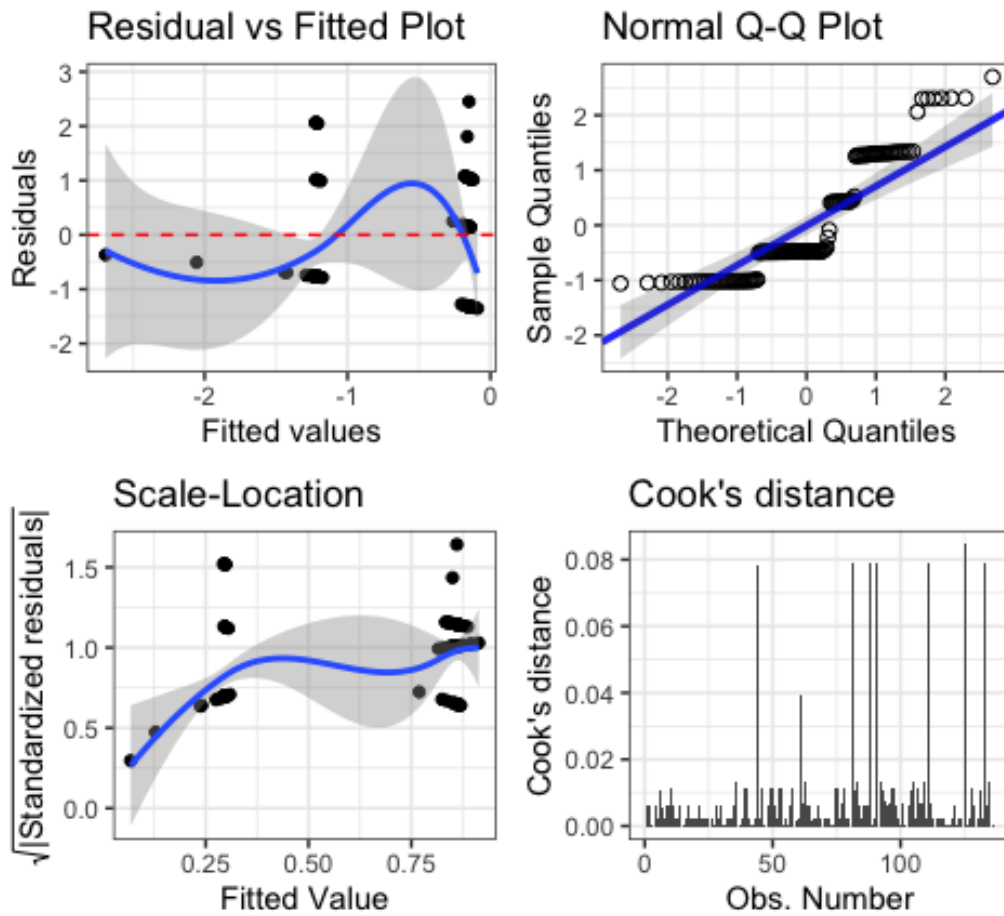 Residual vs Fitted Plot
Residuals
3
2
1
0
-1
-2
-2
-1
0
Fitted values
Normal Q-Q Plot
Sample Quantiles
2
1
0
-1
-2
-2
-1
0
1
2
Theoretical Quantiles
Scale-Location
√|Standardized residuals|
1.5
1.0
0.5
0.0
0.25
0.50
0.75
Fitted Value
Cook's distance
Cook's distance
0.08
0.06
0.04
0.02
0.00
0
50
100
Obs. Number